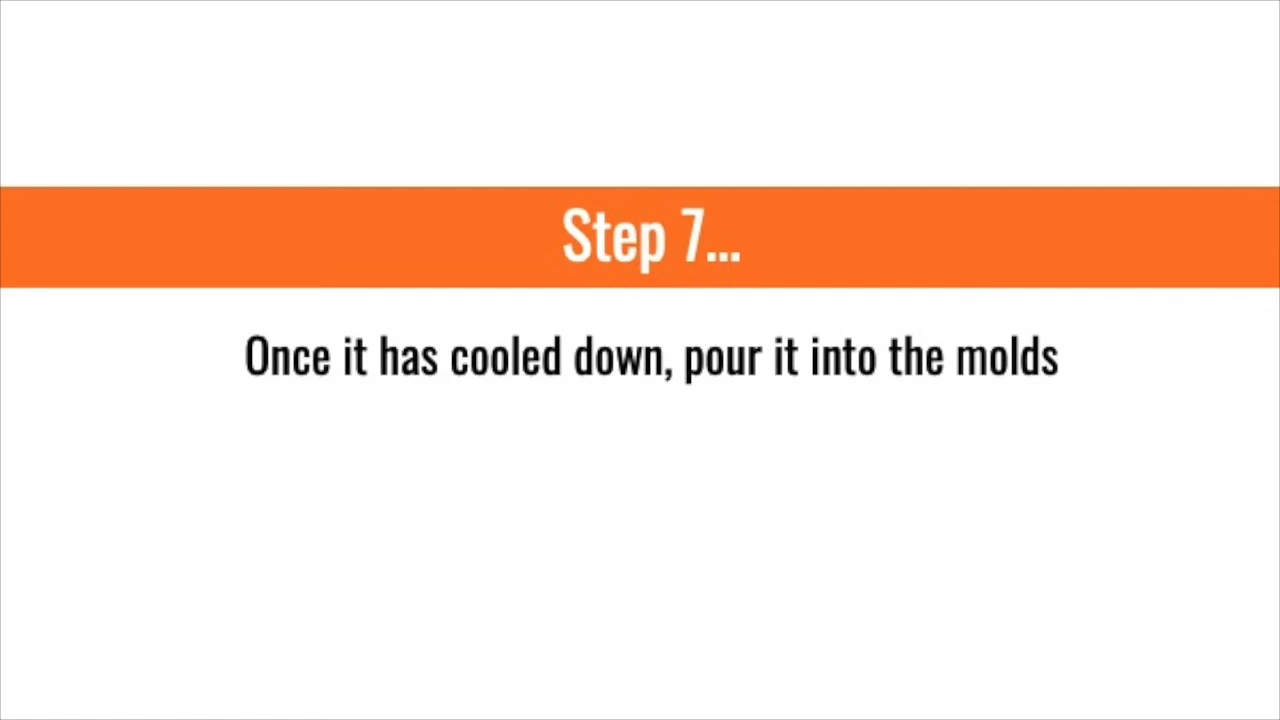 Step 7...
Once it has cooled down, pour it into the molds